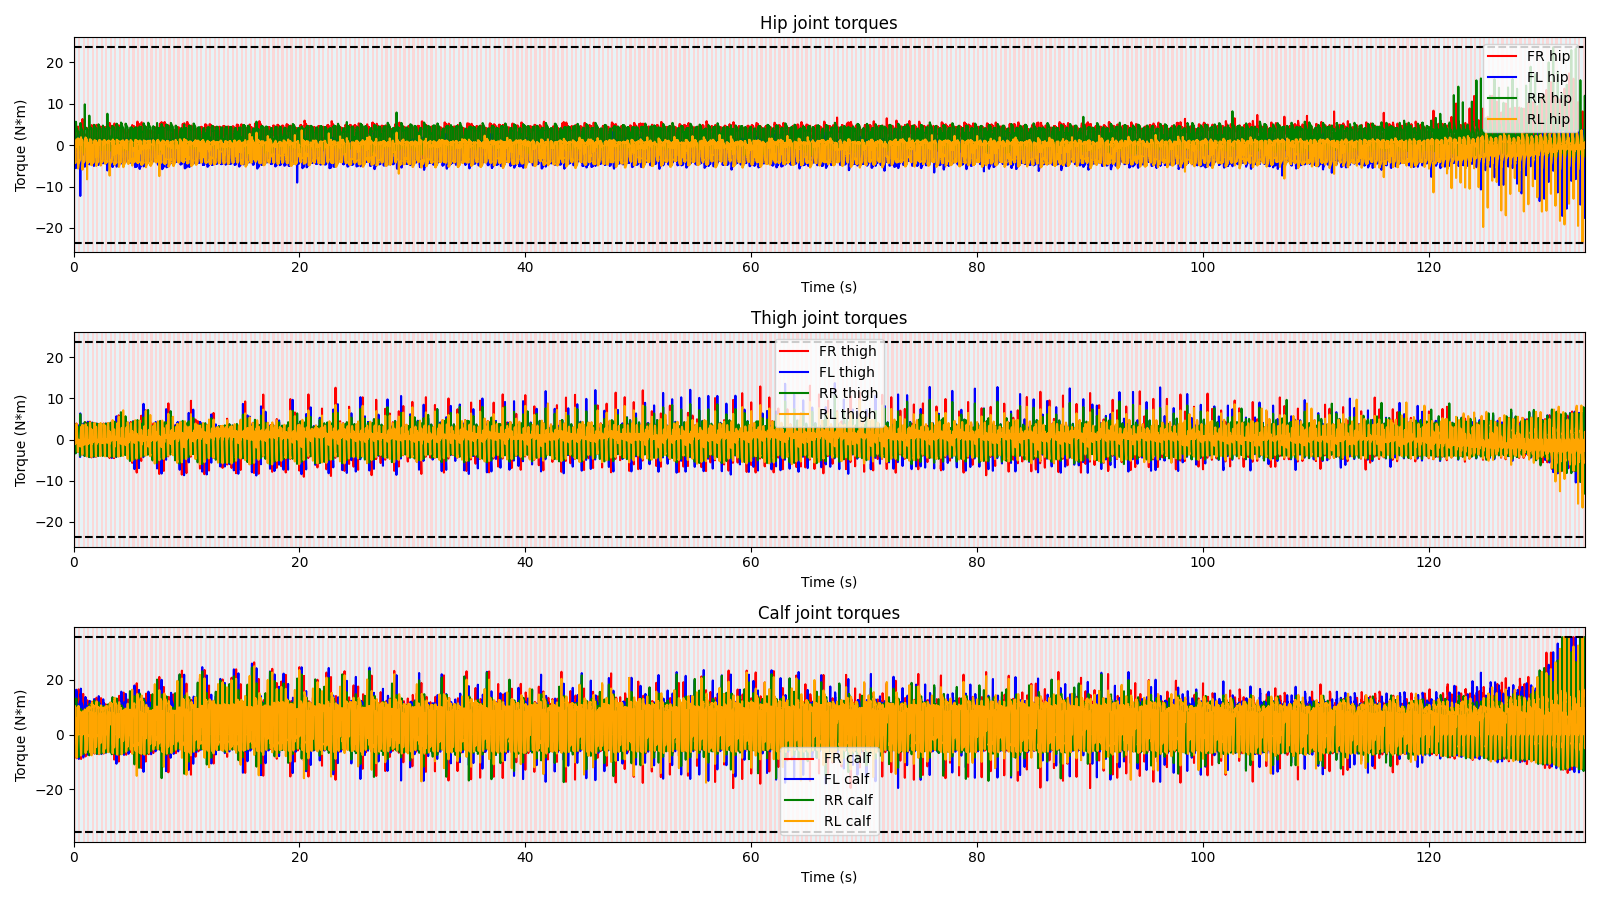 Hip joint torques
Torque (N*m)
20
10
0
−10
−20
FR hip
FL hip
RR hip
RL hip
0 20 40 60 80 100 120
Time (s)
Thigh joint torques
Torque (N*m)
20
10
0
−10
−20
FR thigh
FL thigh
RR thigh
RL thigh
0 20 40 60 80 100 120
Time (s)
Calf joint torques
Torque (N*m)
20
0
−20
FR calf
FL calf
RR calf
RL calf
0 20 40 60 80 100 120
Time (s)